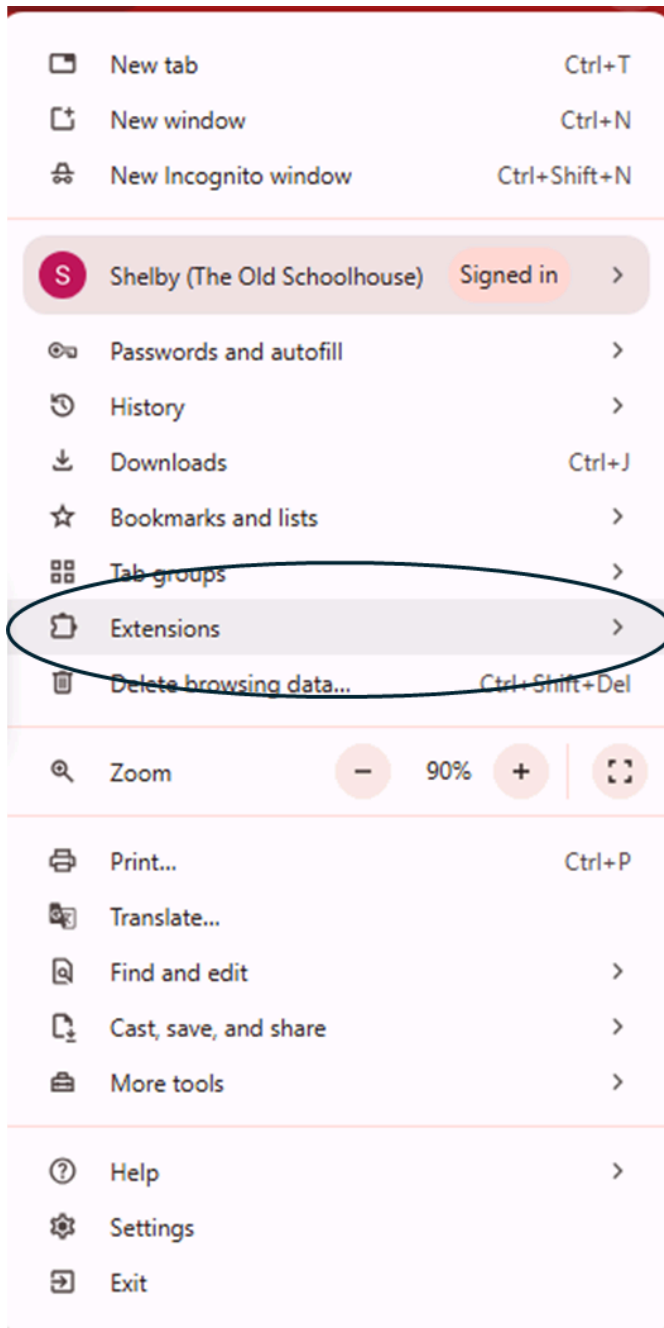 New tab Ctrl+T
New window Ctrl+N
New Incognito window Ctrl+Shift+N
S Shelby (The Old Schoolhouse) Signed in
Passwords and autofill
History
Downloads Ctrl+J
Bookmarks and lists
Tab groups
Extensions
Delete browsing data... Ctrl+Shift+Del
Zoom − 90% +
Print... Ctrl+P
Translate...
Find and edit
Cast, save, and share
More tools
Help
Settings
Exit